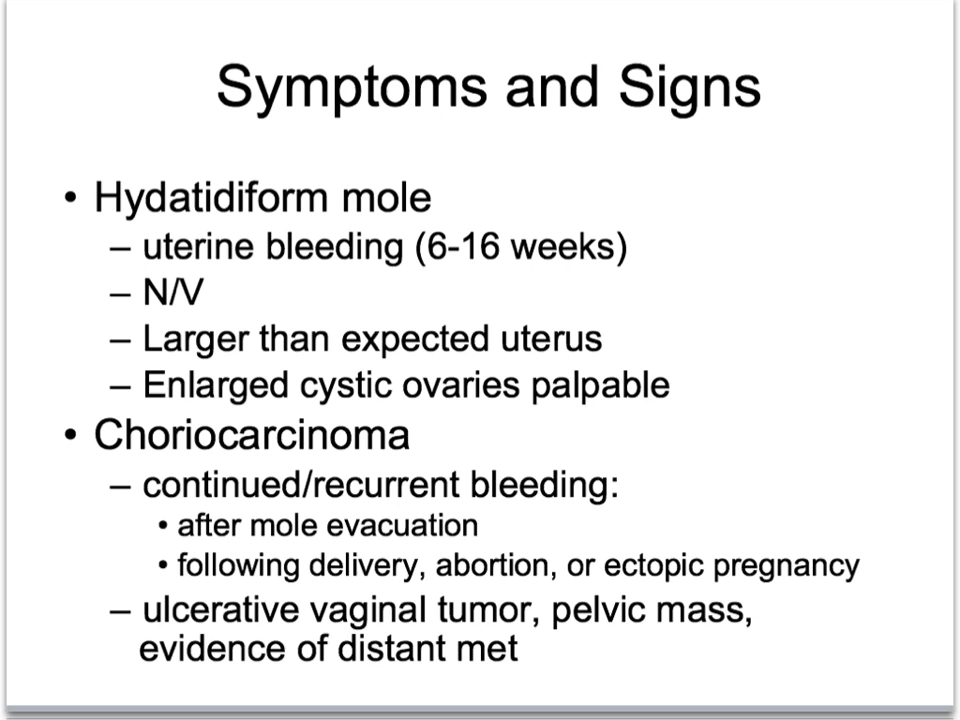 Symptoms and Signs
• Hydatidiform mole
– uterine bleeding (6-16 weeks)
– N/V
– Larger than expected uterus
– Enlarged cystic ovaries palpable
• Choriocarcinoma
– continued/recurrent bleeding:
• after mole evacuation
• following delivery, abortion, or ectopic pregnancy
– ulcerative vaginal tumor, pelvic mass,
evidence of distant met